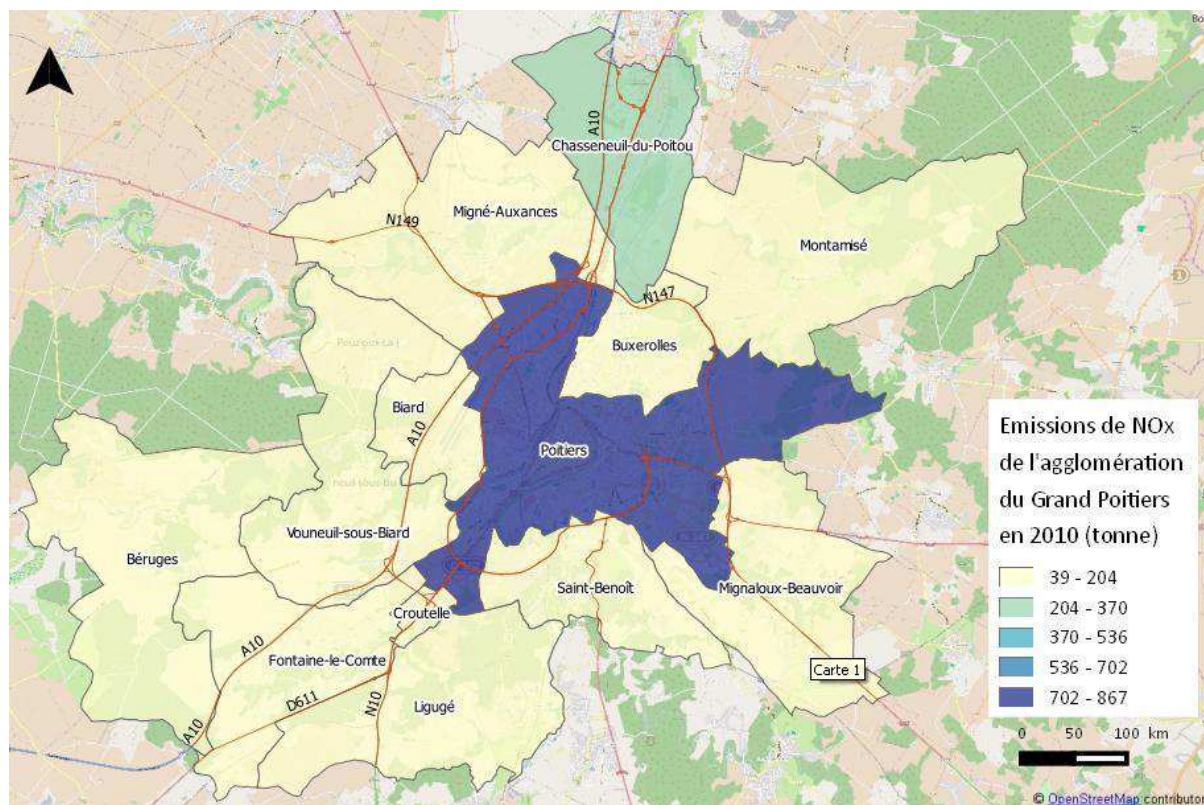 A10
Chasseneuil-du-Poitou
Migné-Auxances
N149
Montamisé
N147
Buxerolles
Biard
A10
Poitiers
Vouneuil-sous-Biard
Béruges
Saint-Benoît
Mignaloux-Beauvoir
Croutelle
A10
Fontaine-le-Comte
Carte 1
D611
N10
Ligugé
A10
Emissions de NOx
de l'agglomération
du Grand Poitiers
en 2010 (tonne)
39 - 204
204 - 370
370 - 536
536 - 702
702 - 867
0 50 100 km
© OpenStreetMap contributor